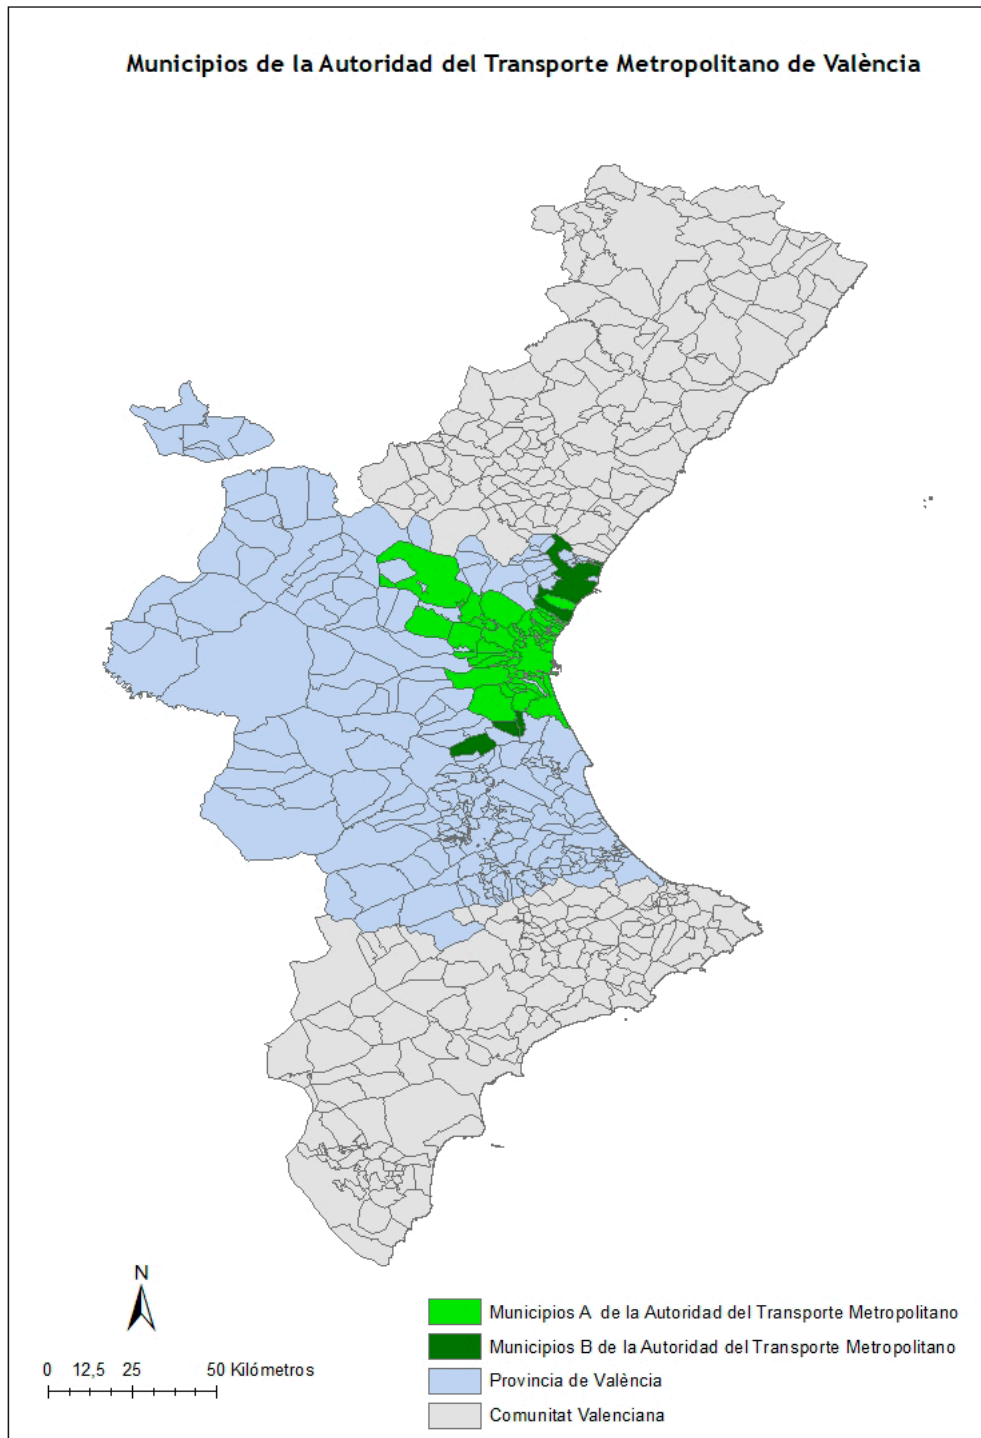 Municipios de la Autoridad del Transporte Metropolitano de València
N
0 12,5 25 50 Kilómetros
Municipios A de la Autoridad del Transporte Metropolitano
Municipios B de la Autoridad del Transporte Metropolitano
Provincia de València
Comunitat Valenciana